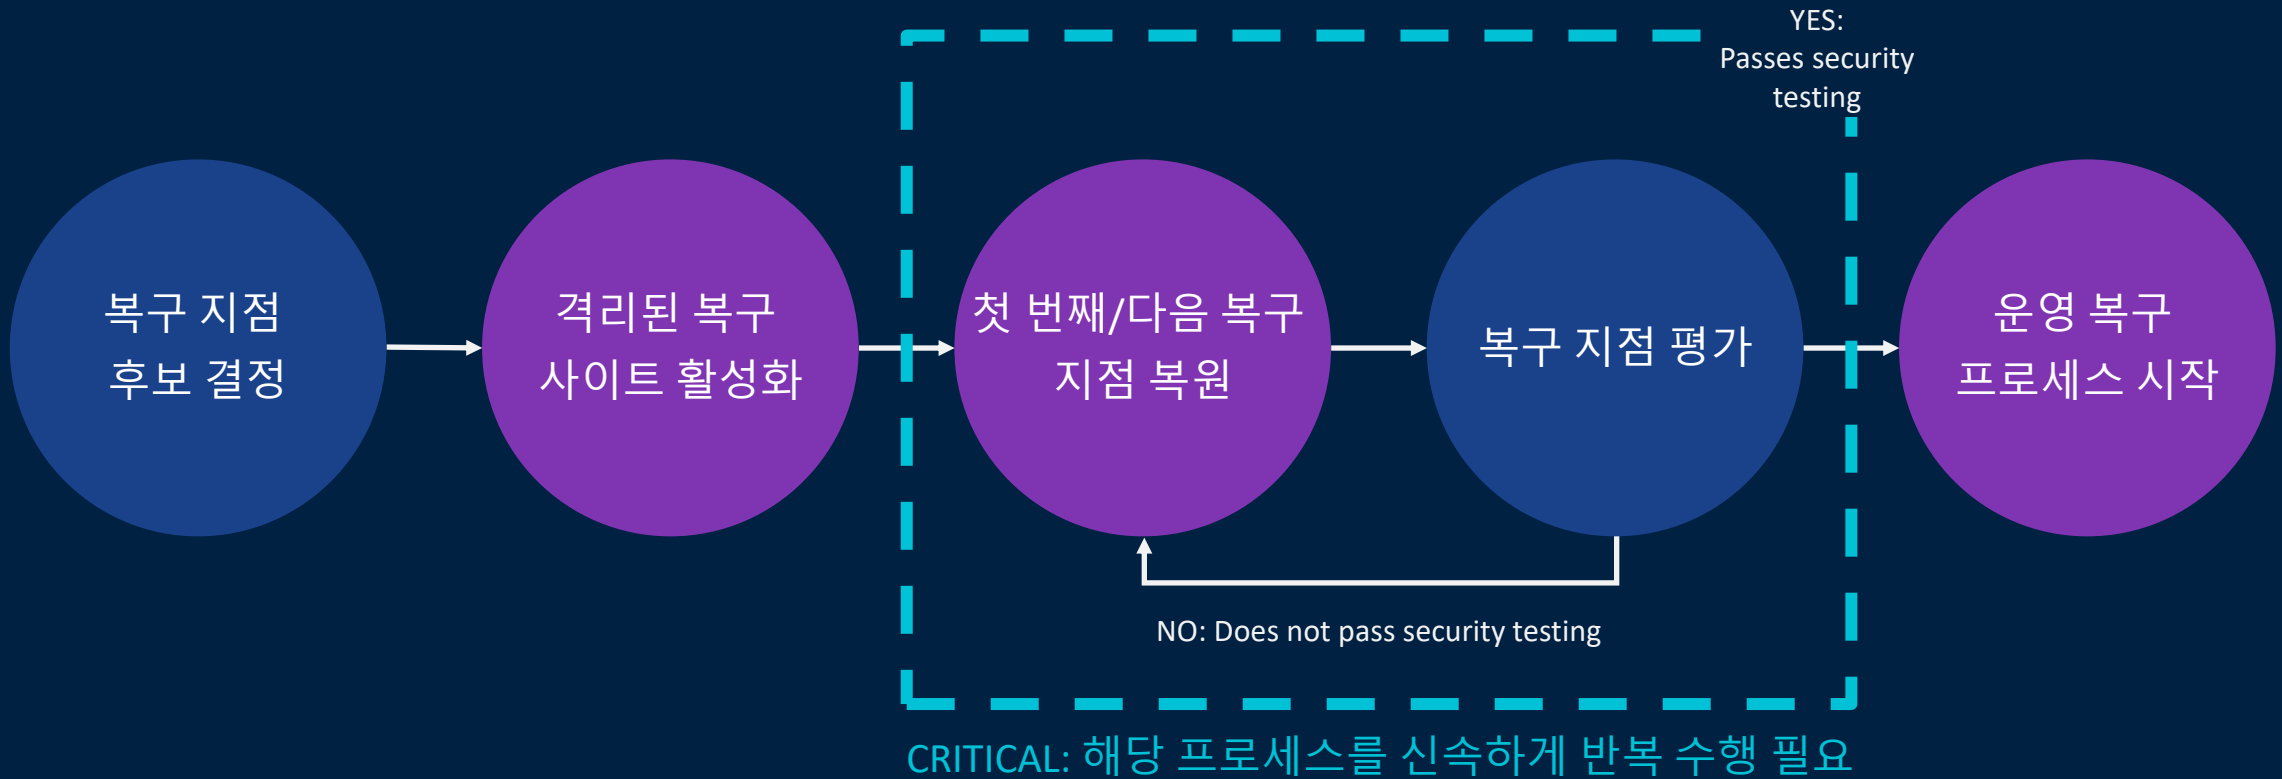 YES:
Passes security
testing
복구 지점
후보 결정
격리된 복구
사이트 활성화
첫 번째/다음 복구
지점 복원
복구 지점 평가
운영 복구
프로세스 시작
NO: Does not pass security testing
CRITICAL: 해당 프로세스를 신속하게 반복 수행 필요